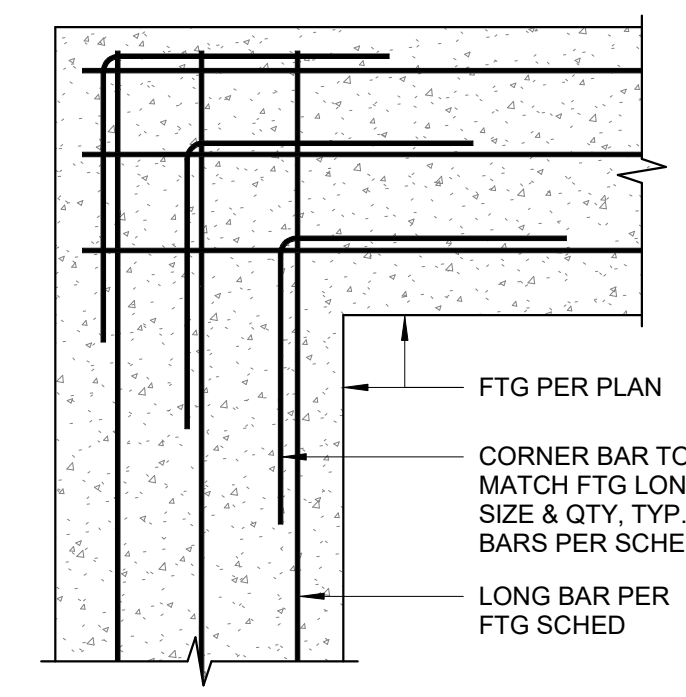 FTG PER PLAN
CORNER BAR TO
MATCH FTG LON
SIZE & QTY, TYP.
BARS PER SCHE
LONG BAR PER
FTG SCHED